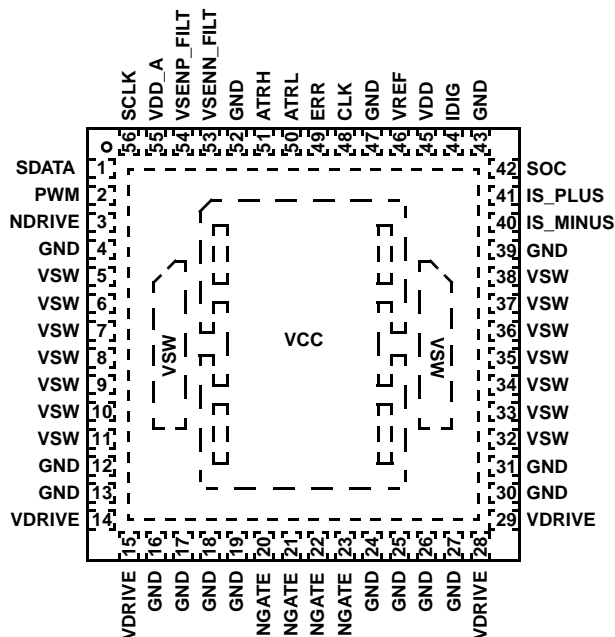 SCLK
VDD_A
VSENP_FILT
VSENN_FILT
GND
ATRH
ATRL
ERR
CLK
GND
VREF
VDD
IDIG
GND
56
55
54
53
52
51
50
49
48
47
46
45
44
43
SDATA 1
PWM 2
NDRIVE 3
GND 4
VSW 5
VSW 6
VSW 7
VSW 8
VSW 9
VSW 10
VSW 11
GND 12
GND 13
VDRIVE 14
VSW
VCC
VSW
42 SOC
41 IS_PLUS
40 IS_MINUS
39 GND
38 VSW
37 VSW
36 VSW
35 VSW
34 VSW
33 VSW
32 VSW
31 GND
30 GND
29 VDRIVE
15
16
17
18
19
20
21
22
23
24
25
26
27
28
VDRIVE
GND
GND
GND
GND
NGATE
NGATE
NGATE
NGATE
GND
GND
GND
GND
VDRIVE